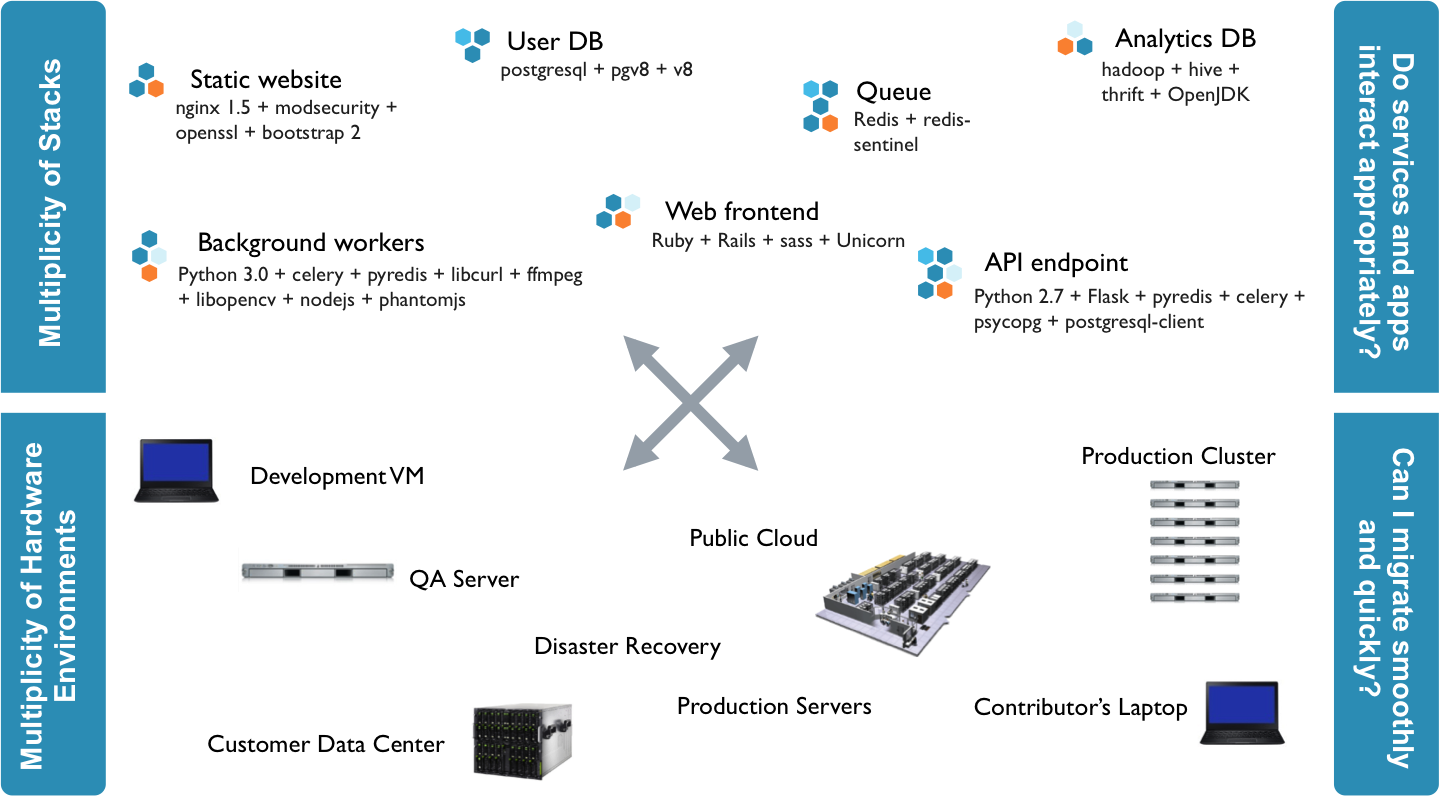 Multiplicity of Stacks
Static website
nginx 1.5 + modsecurity +
openssl + bootstrap 2
User DB
postgresql + pgv8 + v8
Queue
Redis + redis-
sentinel
Analytics DB
hadoop + hive +
thrift + OpenJDK
Background workers
Python 3.0 + celery + pyredis + libcurl + ffmpeg
+ libopencv + nodejs + phantomjs
Web frontend
Ruby + Rails + sass + Unicorn
API endpoint
Python 2.7 + Flask + pyredis + celery +
psycopg + postgresql-client
Do services and apps
interact appropriately?
Multiplicity of Hardware
Environments
Development VM
QA Server
Public Cloud
Production Cluster
Disaster Recovery
Production Servers
Contributor’s Laptop
Customer Data Center
Can I migrate smoothly
and quickly?